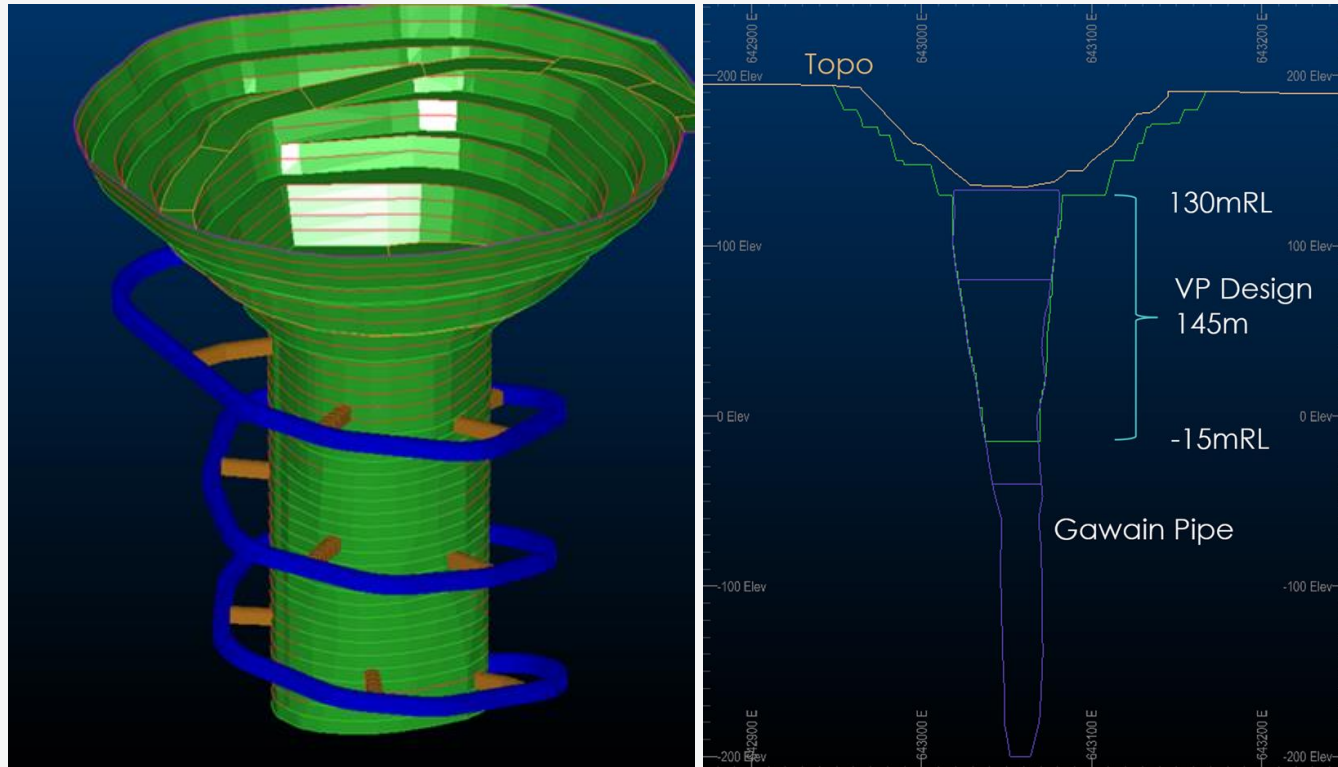 642900 E
643000 E
643100 E
643200 E
Topo
200 Elev
200 Elev
130mRL
100 Elev
100 Elev
VP Design
145m
0 Elev
0 Elev
-15mRL
Gawain Pipe
-100 Elev
-100 Elev
642900 E
643000 E
643100 E
643200 E
-200 Elev
-200 Elev